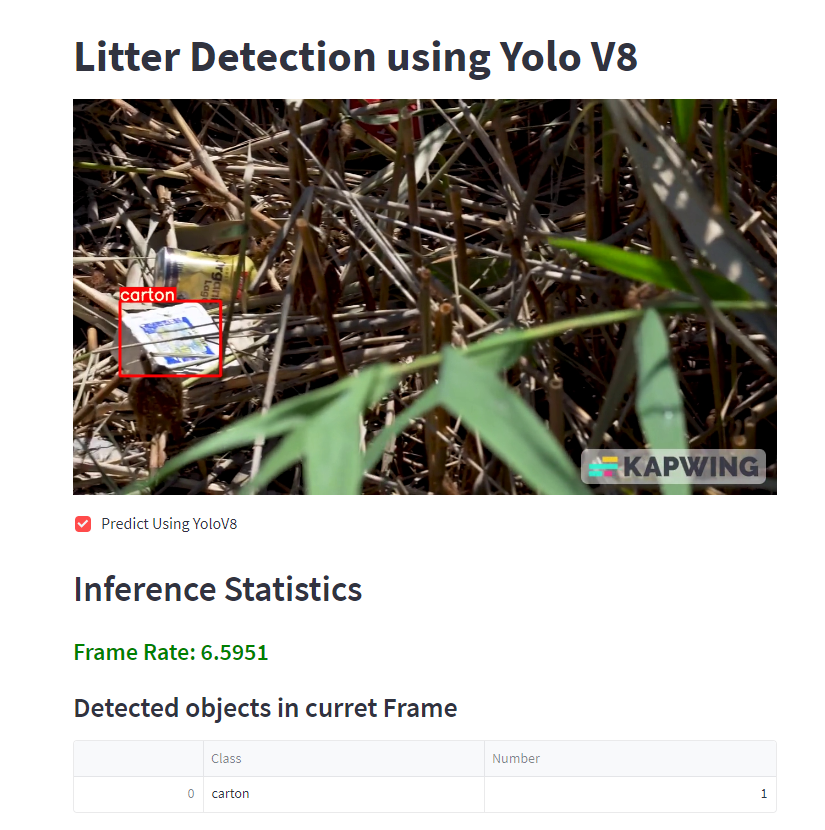 Litter Detection using Yolo V8
carton
KAPWING
Predict Using YoloV8
Inference Statistics
Frame Rate: 6.5951
Detected objects in curret Frame
Class Number
0 carton 1